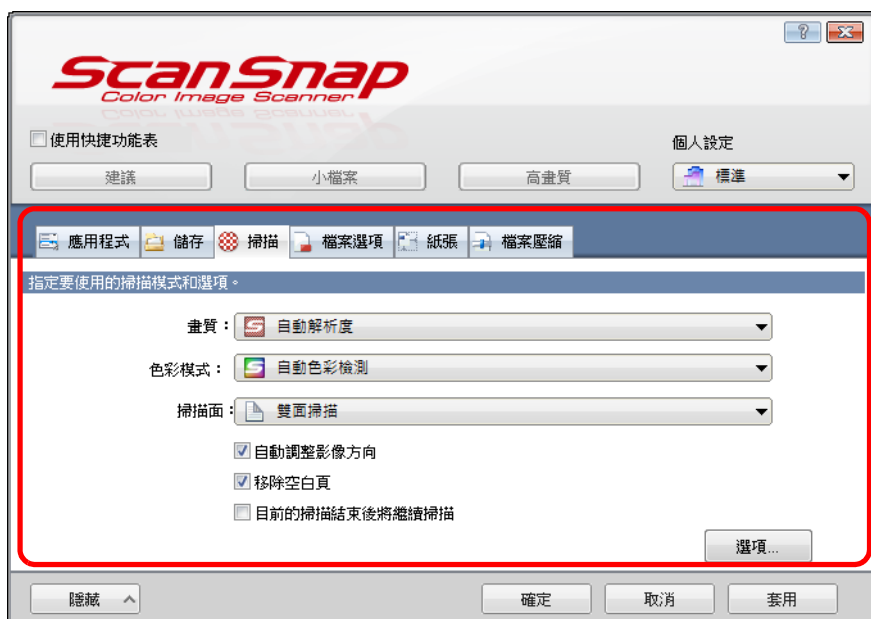 ScanSnap
Color Image Scanner
使用快捷功能表
個人設定
建議 小檔案 高畫質 標準
應用程式 儲存 掃描 檔案選項 紙張 檔案壓縮
指定要使用的掃描模式和選項。
畫質： 自動解析度
色彩模式： 自動色彩檢測
掃描面： 雙面掃描
自動調整影像方向
移除空白頁
目前的掃描結束後將繼續掃描
選項...
隱藏 確定 取消 套用